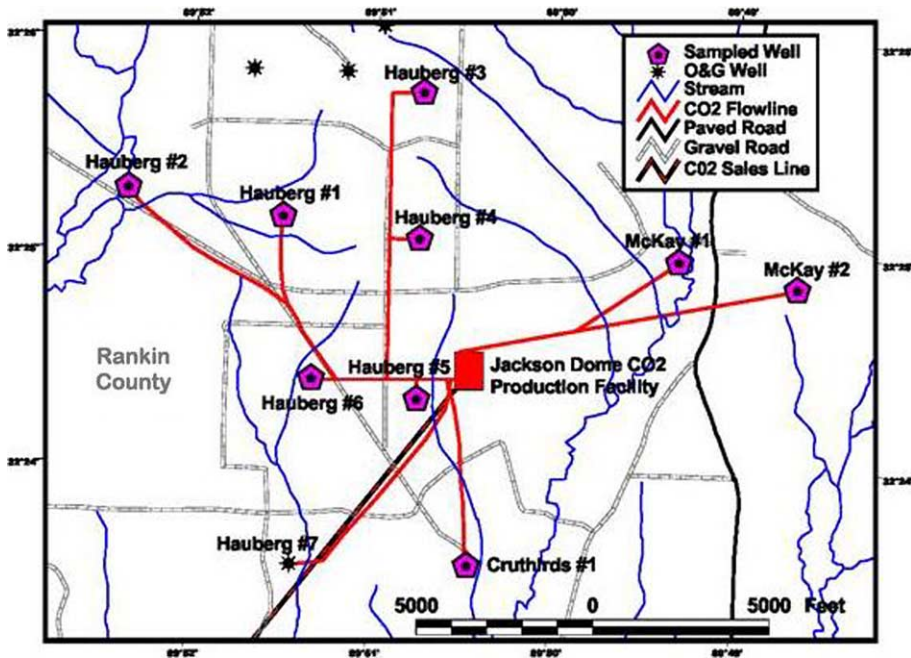 Sampled Well
O&G Well
Stream
CO2 Flowline
Paved Road
Gravel Road
C02 Sales Line
Hauberg #3
Hauberg #2
Hauberg #1
Hauberg #4
McKay #1
McKay #2
Rankin
County
Hauberg #5
Jackson Dome CO2
Production Facility
Hauberg #6
Hauberg #7
Cruthirds #1
5000 0 5000 Feet